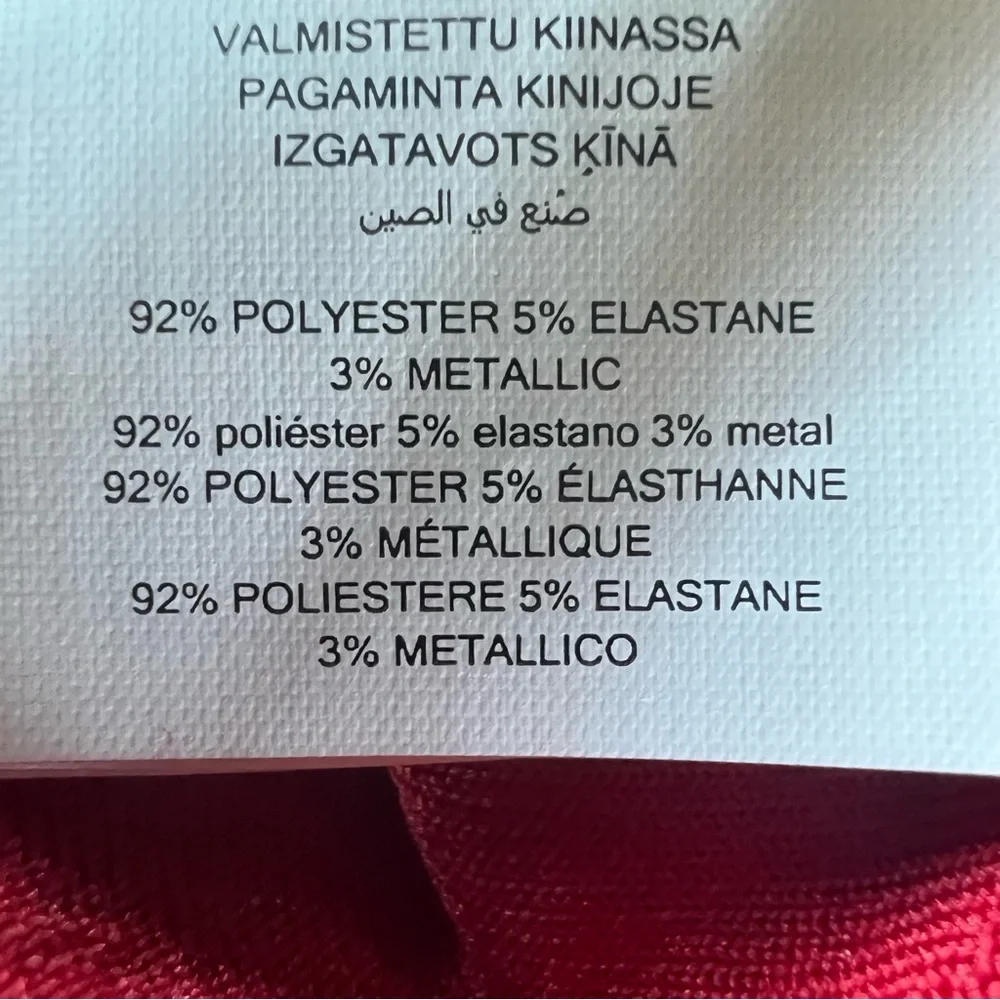 VALMISTETTU KIINASSA
PAGAMINTA KINIJOJE
IZGATAVOTS ĶĪNĀ
صُنع في الصين
92% POLYESTER 5% ELASTANE
3% METALLIC
92% poliéster 5% elastano 3% metal
92% POLYESTER 5% ÉLASTHANNE
3% MÉTALLIQUE
92% POLIESTERE 5% ELASTANE
3% METALLICO